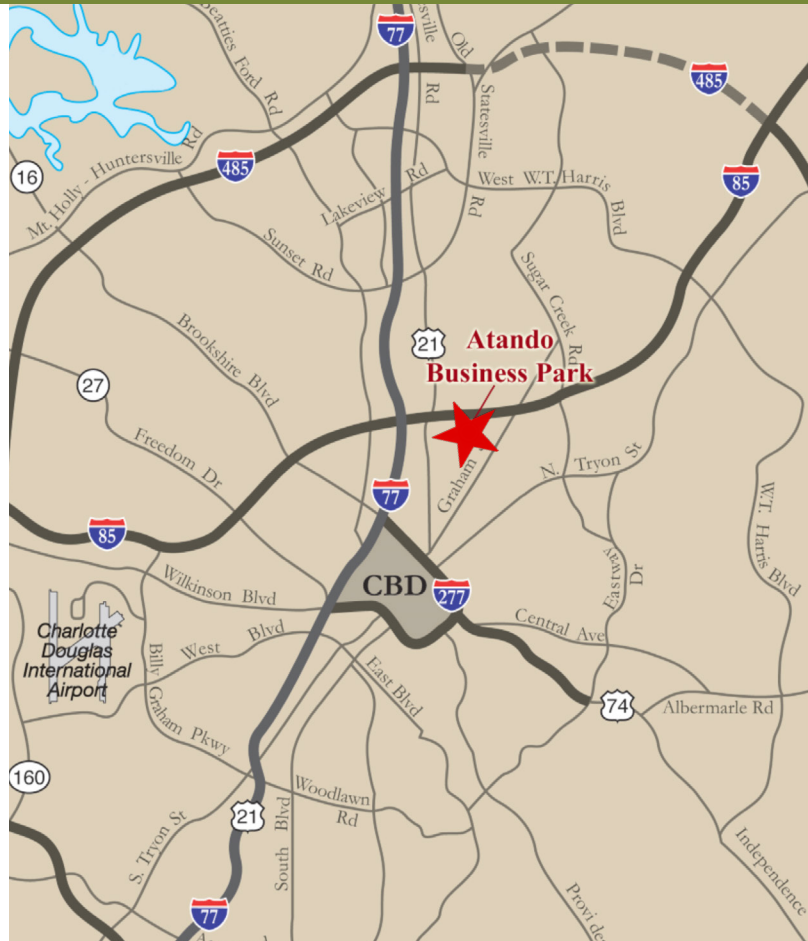 77
Beatties Ford Rd
esville
Rd
Old
Statesville
Rd
485
16
Mt. Holly - Huntersville Rd
485
85
Lakeview Rd
West W.T. Harris
Blvd
Sunset Rd
Sugar Creek Rd
Brookshire Blvd
21
Atando
Business Park
27
Freedom Dr
Graham
N. Tryon St
77
85
W.T. Harris Blvd
CBD
277
Eastway
Dr
Wilkinson Blvd
Central Ave
Charlotte
Douglas
International
Airport
West Blvd
East Blvd
Billy Graham Pkwy
74
Albermarle Rd
160
Woodlawn
Rd
21
South Blvd
S. Tryon St
Independence
Provide
77